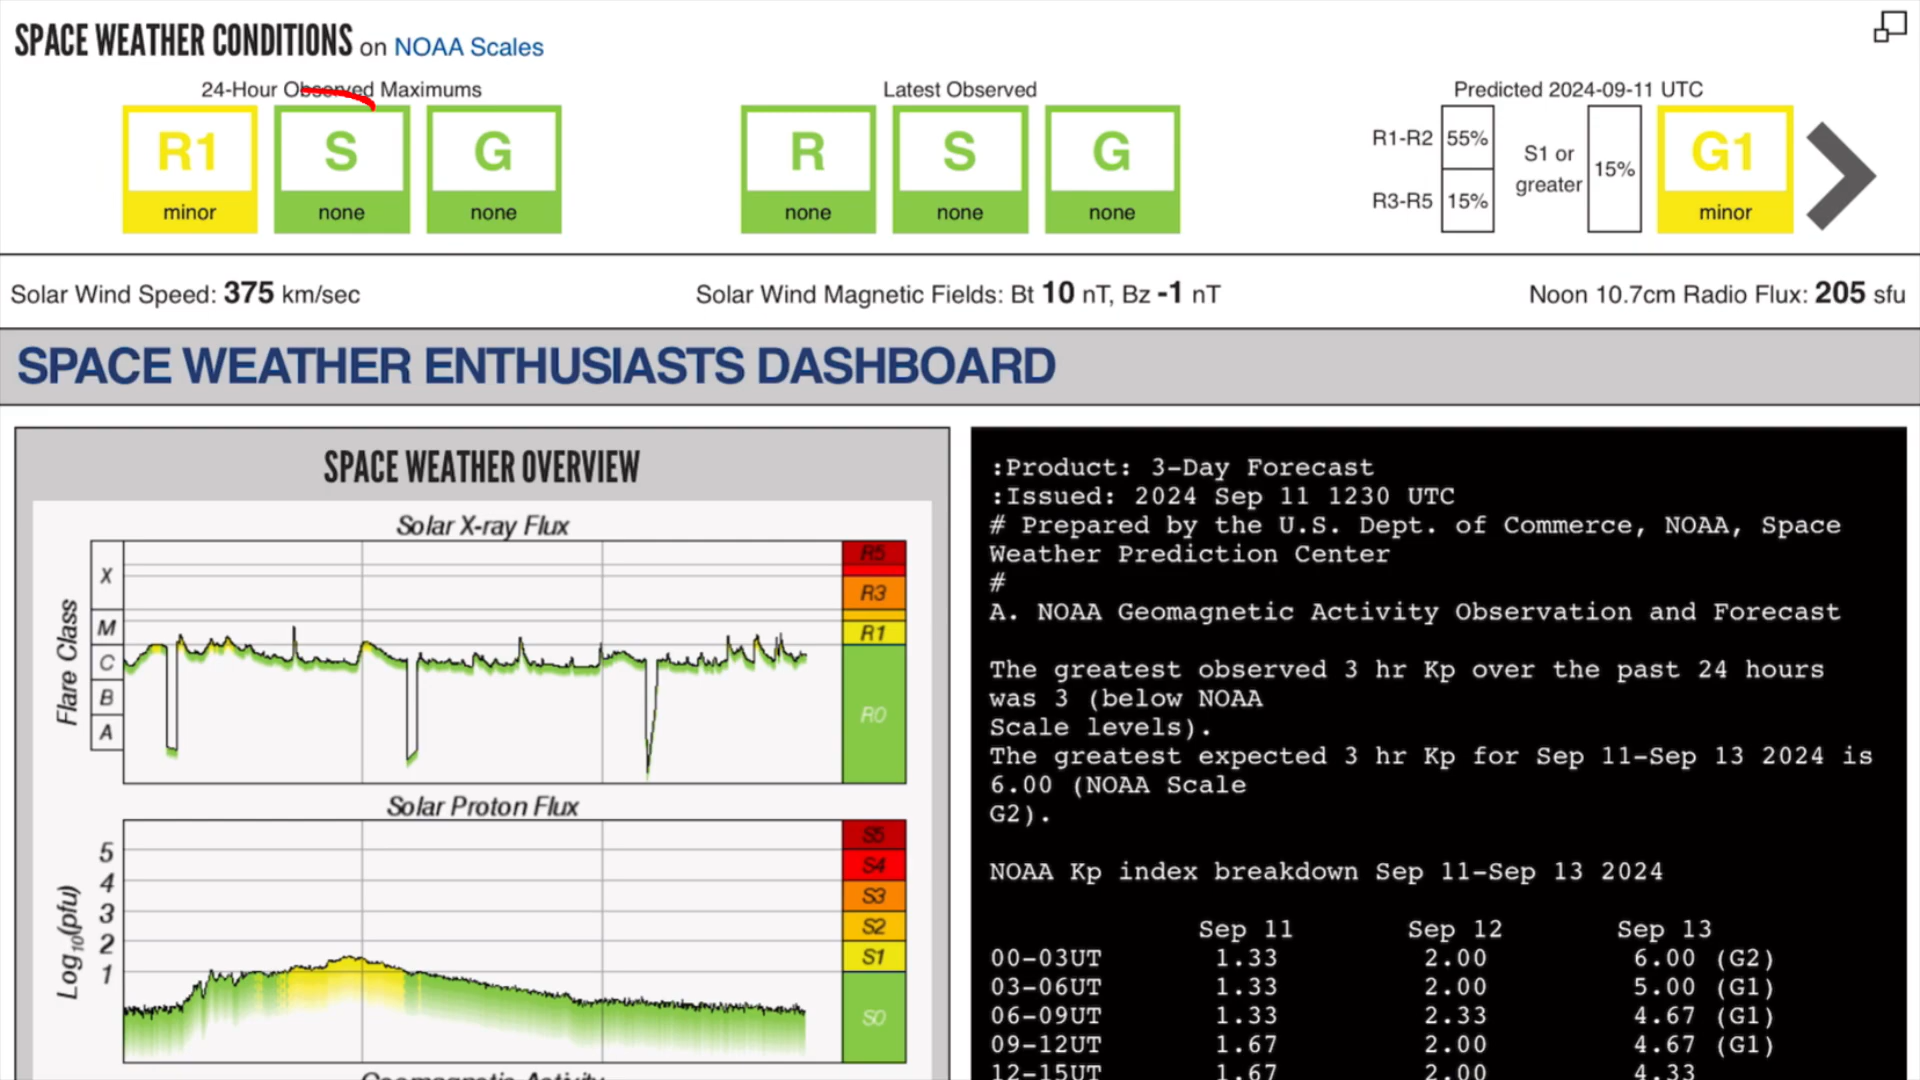 SPACE WEATHER CONDITIONS on NOAA Scales
24-Hour Observed Maximums
R1
minor
S
none
G
none
Latest Observed
R
none
S
none
G
none
Predicted 2024-09-11 UTC
R1-R2 55%
R3-R5 15%
S1 or
greater
15%
G1
minor
Solar Wind Speed: 375 km/sec
Solar Wind Magnetic Fields: Bt 10 nT, Bz -1 nT
Noon 10.7cm Radio Flux: 205 sfu
SPACE WEATHER ENTHUSIASTS DASHBOARD
SPACE WEATHER OVERVIEW
Solar X-ray Flux
Flare Class
X
M
C
B
A
R5
R3
R1
R0
Solar Proton Flux
Log10(pfu)
5
4
3
2
1
S5
S4
S3
S2
S1
S0
Geomagnetic Activity
:Product: 3-Day Forecast
:Issued: 2024 Sep 11 1230 UTC
# Prepared by the U.S. Dept. of Commerce, NOAA, Space
Weather Prediction Center
#
A. NOAA Geomagnetic Activity Observation and Forecast
The greatest observed 3 hr Kp over the past 24 hours
was 3 (below NOAA
Scale levels).
The greatest expected 3 hr Kp for Sep 11-Sep 13 2024 is
6.00 (NOAA Scale
G2).
NOAA Kp index breakdown Sep 11-Sep 13 2024
Sep 11 Sep 12 Sep 13
00-03UT 1.33 2.00 6.00 (G2)
03-06UT 1.33 2.00 5.00 (G1)
06-09UT 1.33 2.33 4.67 (G1)
09-12UT 1.67 2.00 4.67 (G1)
12-15UT 1.67 2.00 4.33